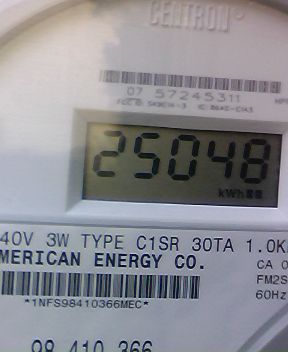 CENTRON®
07 57245311
25048
kWh
40V 3W TYPE C1SR 30TA 1.0K
MERICAN ENERGY CO.
CA 0
FM2S
60Hz
*1NFS98410366MEC*
98 410 366